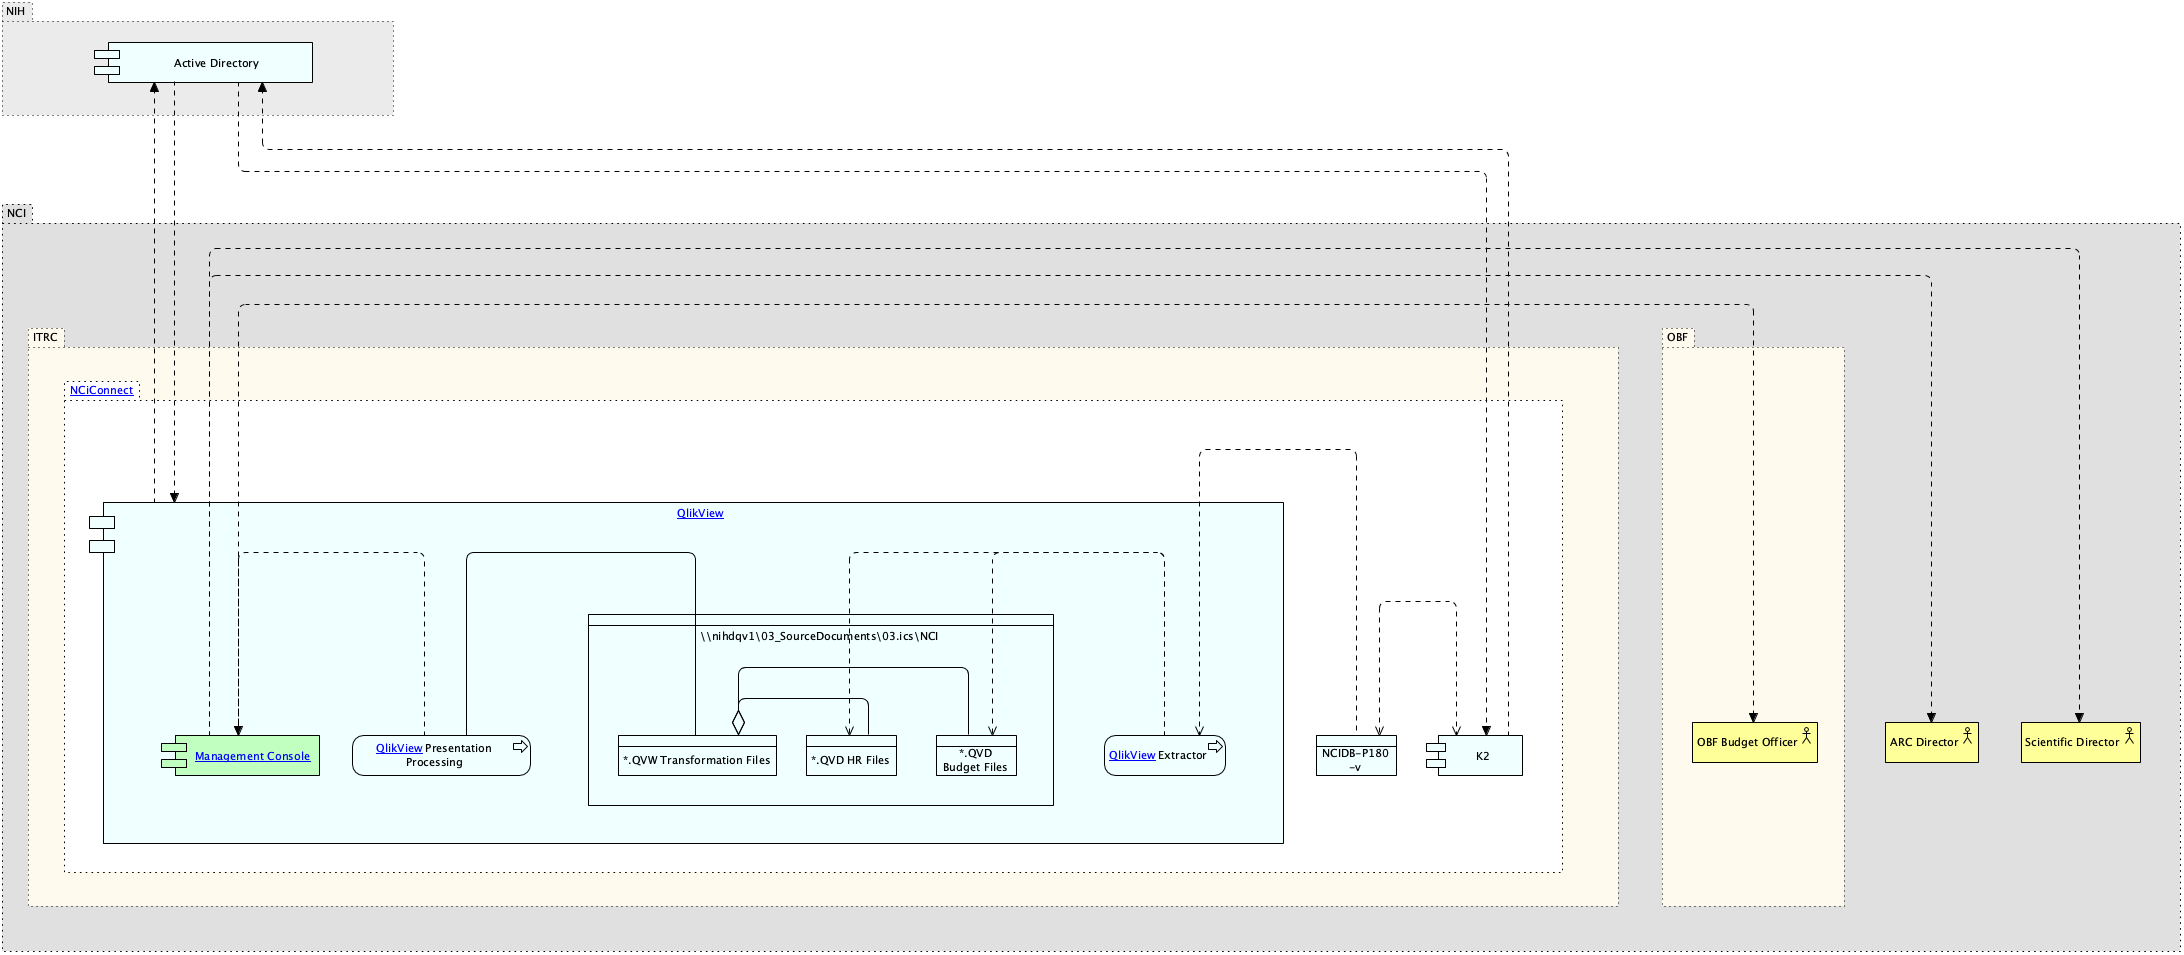 NIH
Active Directory
NCI
ITRC
OBF
NCiConnect
QlikView
\\nihdqv1\03_SourceDocuments\03.ics\NCI
Management Console
QlikView Presentation
Processing
*.QVW Transformation Files
*.QVD HR Files
*.QVD
Budget Files
QlikView Extractor
NCIDB-P180
-v
K2
OBF Budget Officer
ARC Director
Scientific Director